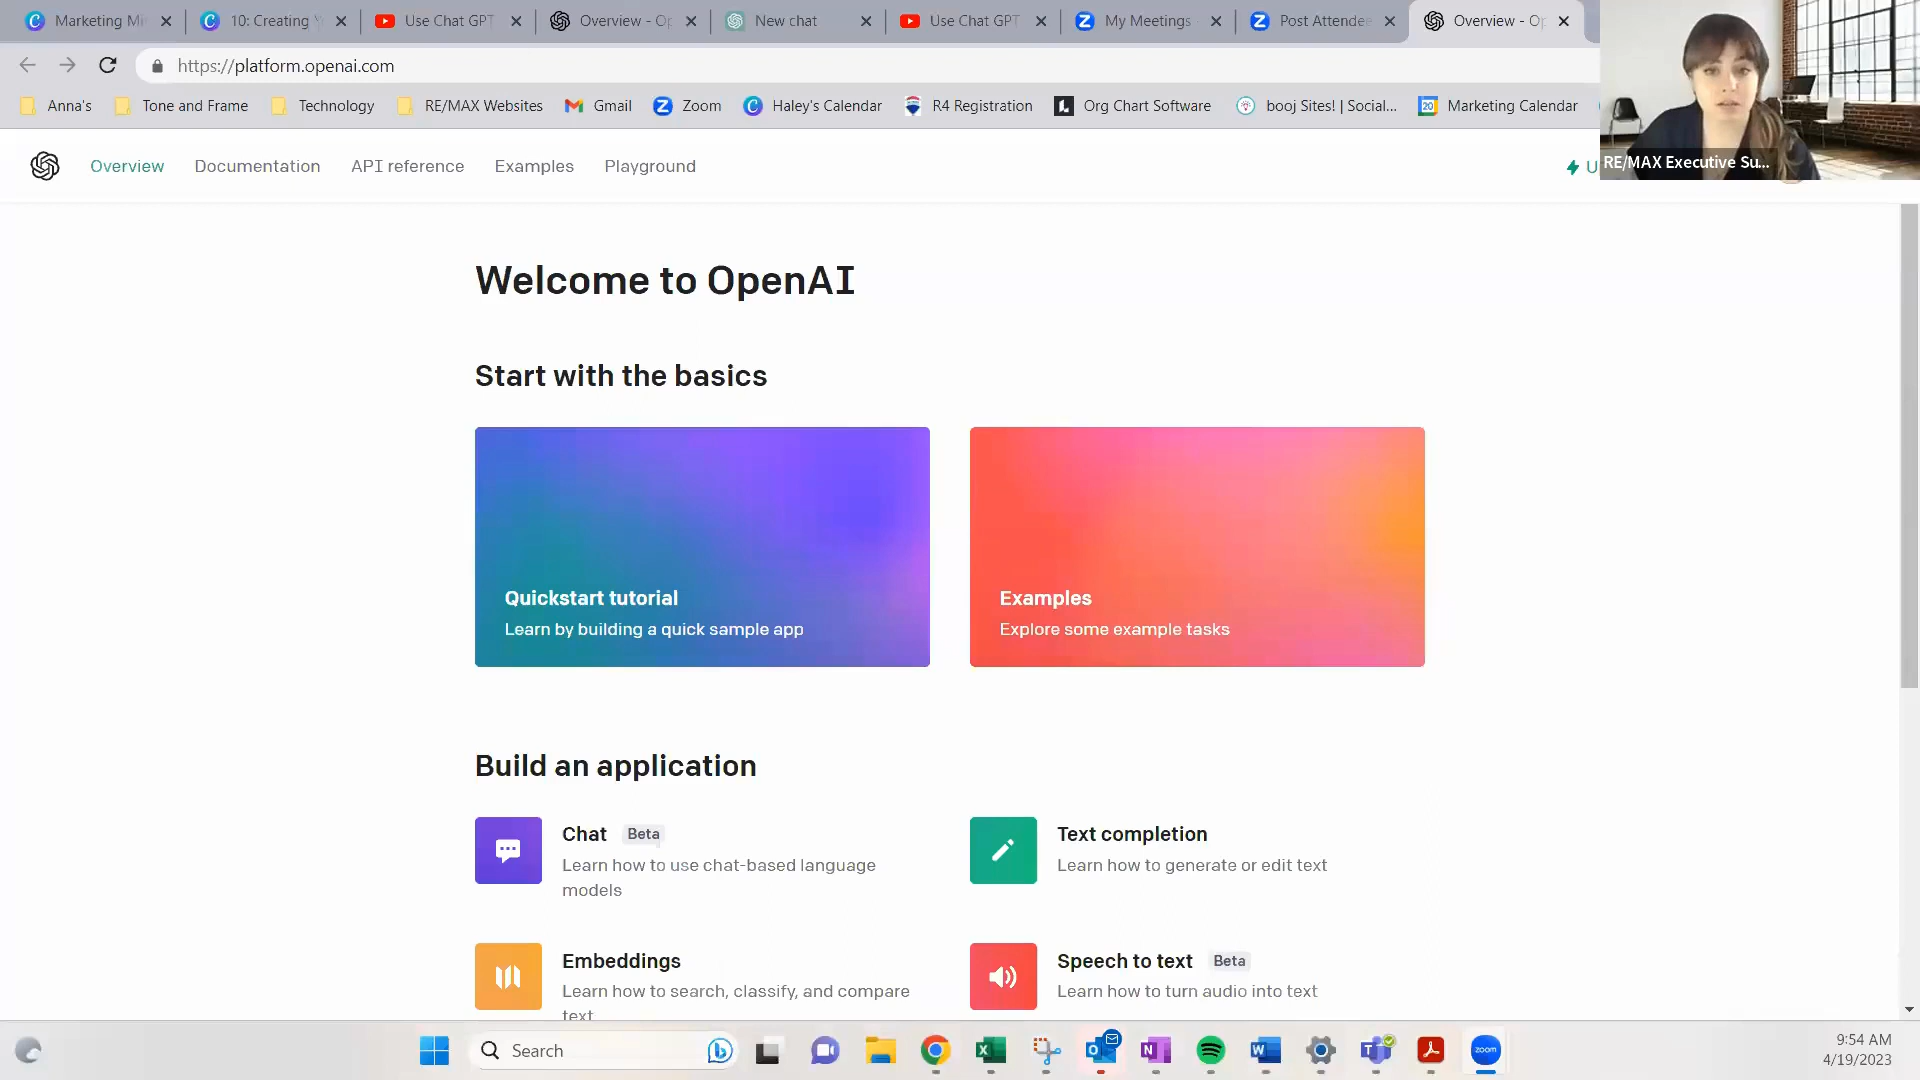 Marketing Mi
10: Creating Y
Use Chat GPT
Overview - Op
New chat
Use Chat GPT
My Meetings
Post Attendee
Overview - Op
https://platform.openai.com
Anna's
Tone and Frame
Technology
RE/MAX Websites
Gmail
Zoom
Haley's Calendar
R4 Registration
Org Chart Software
booj Sites! | Social...
20
Marketing Calendar
RE/MAX Executive Su...
Overview
Documentation
API reference
Examples
Playground
U
Welcome to OpenAI
Start with the basics
Quickstart tutorial
Learn by building a quick sample app
Examples
Explore some example tasks
Build an application
Chat Beta
Learn how to use chat-based language
models
Text completion
Learn how to generate or edit text
Embeddings
Learn how to search, classify, and compare
text
Speech to text Beta
Learn how to turn audio into text
Search
zoom
9:54 AM
4/19/2023